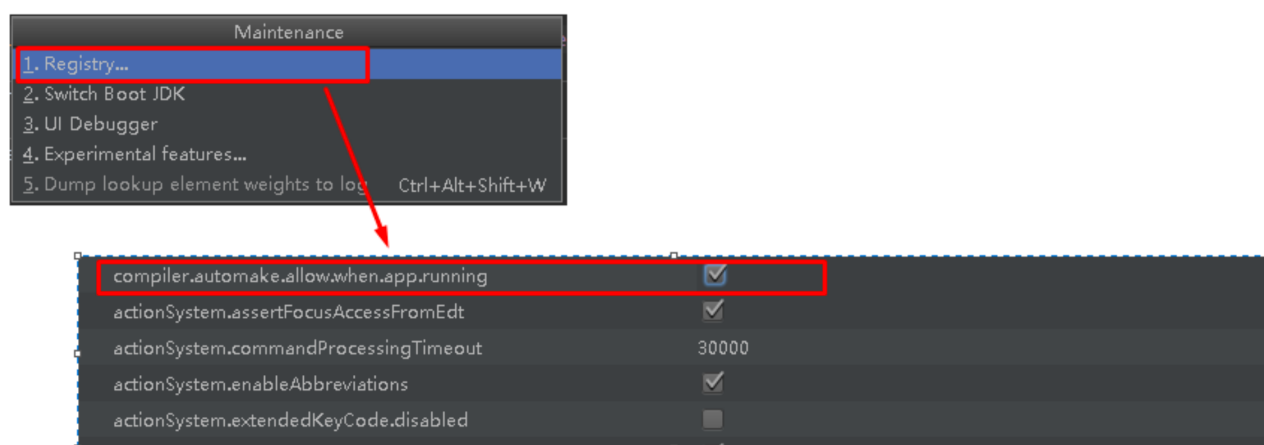 Maintenance
1. Registry...
2. Switch Boot JDK
3. UI Debugger
4. Experimental features...
5. Dump lookup element weights to log Ctrl+Alt+Shift+W
compiler.automake.allow.when.app.running
actionSystem.assertFocusAccessFromEdt
actionSystem.commandProcessingTimeout 30000
actionSystem.enableAbbreviations
actionSystem.extendedKeyCode.disabled